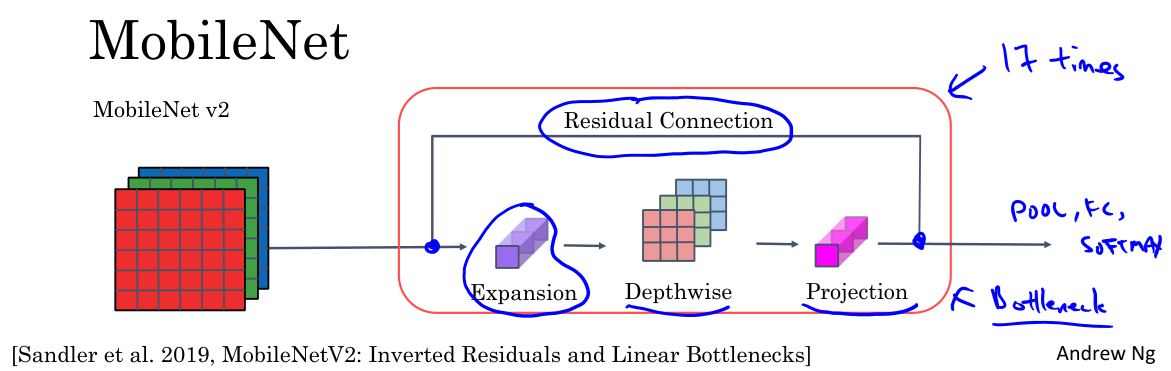 MobileNet
MobileNet v2
17 times
Residual Connection
Expansion
Depthwise
Projection
POOL, FC,
SOFTMAX
Bottleneck
[Sandler et al. 2019, MobileNetV2: Inverted Residuals and Linear Bottlenecks]
Andrew Ng